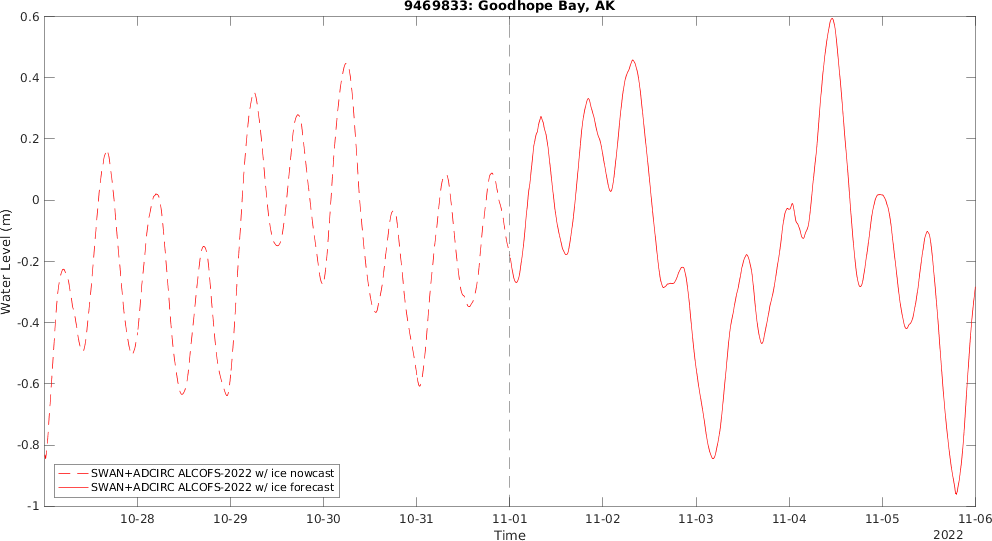 9469833: Goodhope Bay, AK
0.6
0.4
0.2
0
-0.2
-0.4
-0.6
-0.8
-1
Water Level (m)
SWAN+ADCIRC ALCOFS-2022 w/ ice nowcast
SWAN+ADCIRC ALCOFS-2022 w/ ice forecast
10-28 10-29 10-30 10-31 11-01 11-02 11-03 11-04 11-05 11-06
Time
2022